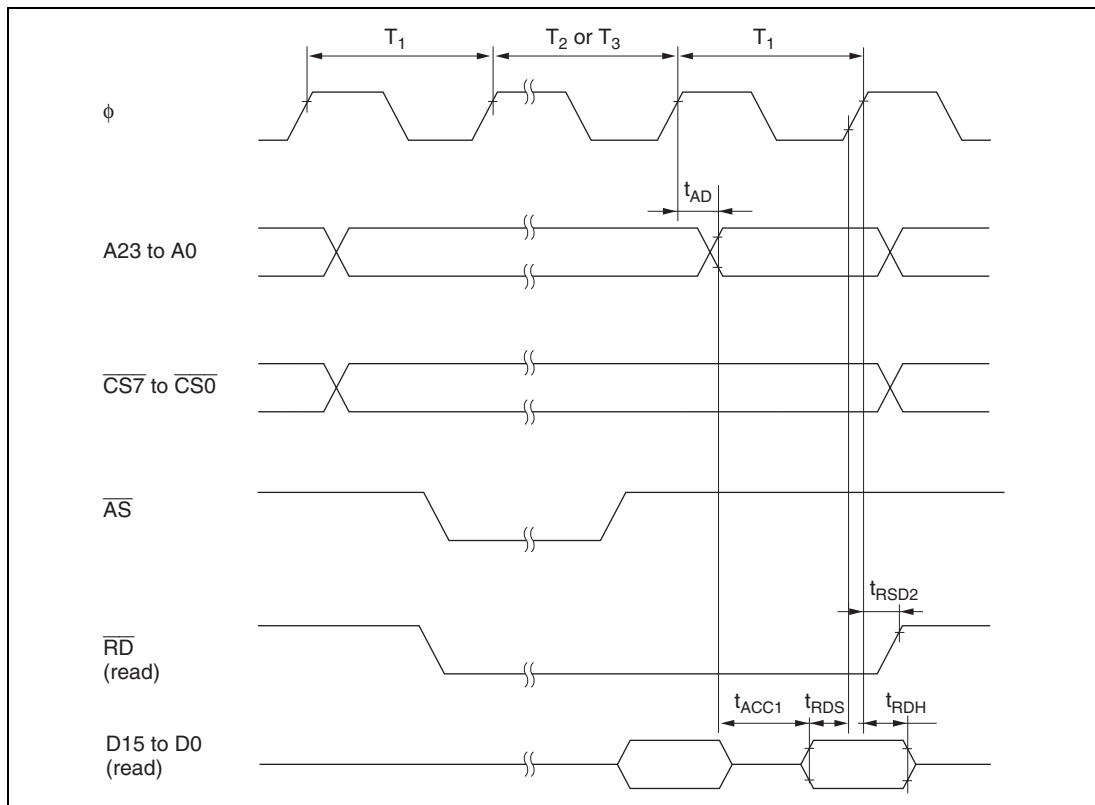 T1
T2 or T3
T1
φ
tAD
A23 to A0
CS7 to CS0
AS
tRSD2
RD
(read)
tACC1
tRDS
tRDH
D15 to D0
(read)